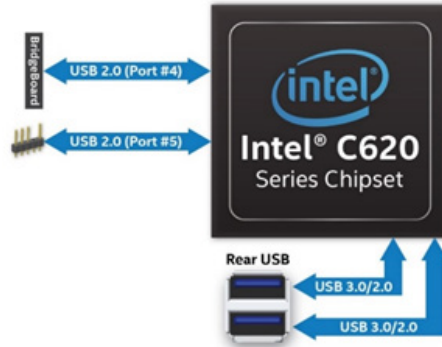 BridgeBoard
USB 2.0 (Port #4)
USB 2.0 (Port #5)
intel
Intel® C620
Series Chipset
Rear USB
USB 3.0/2.0
USB 3.0/2.0